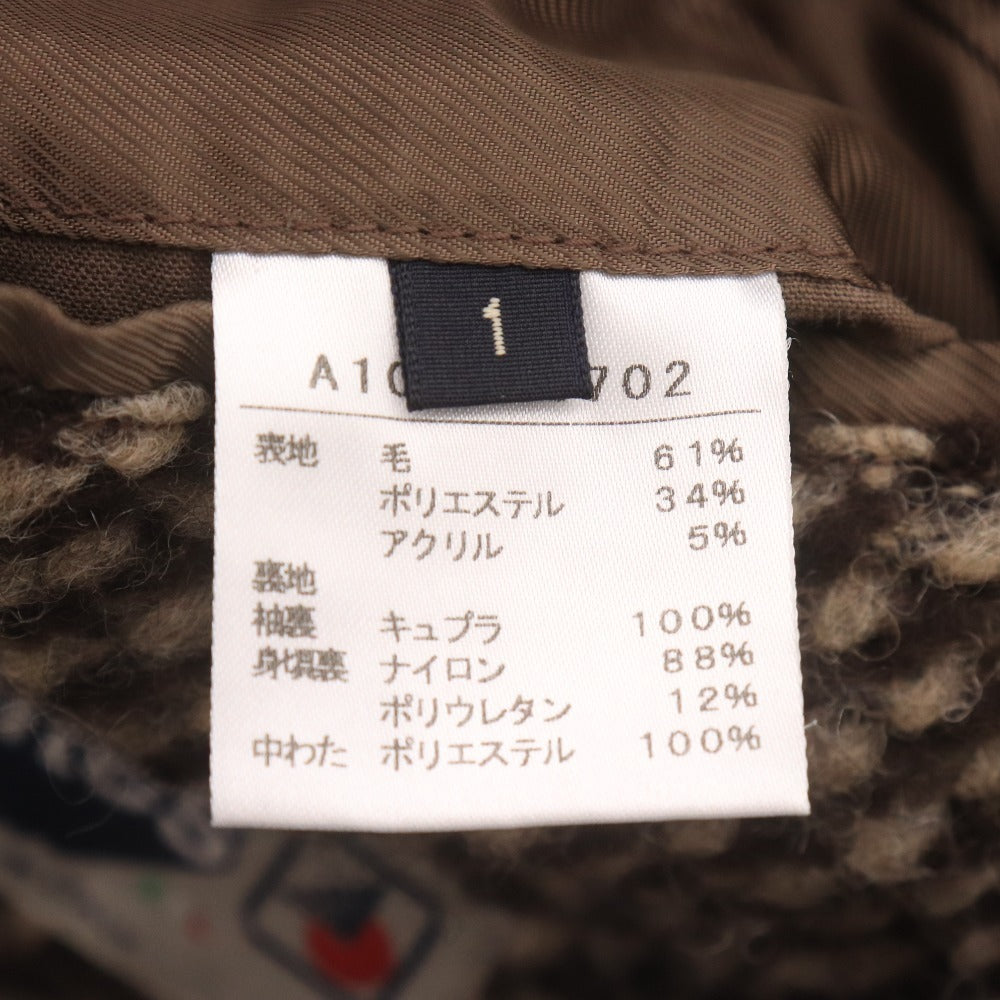 1
A10 702
表地 毛 61%
ポリエステル 34%
アクリル 5%
裏地
袖裏 キュプラ 100%
身頃裏 ナイロン 88%
ポリウレタン 12%
中わた ポリエステル 100%